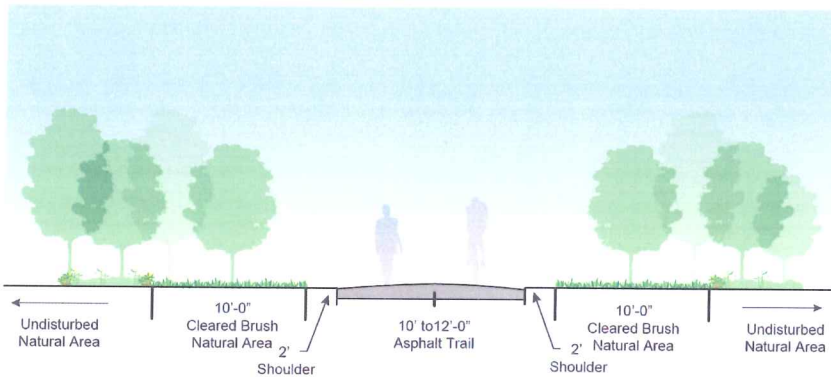 Undisturbed
Natural Area
10'-0"
Cleared Brush
Natural Area
2'
Shoulder
10' to12'-0"
Asphalt Trail
2'
Shoulder
10'-0"
Cleared Brush
Natural Area
Undisturbed
Natural Area